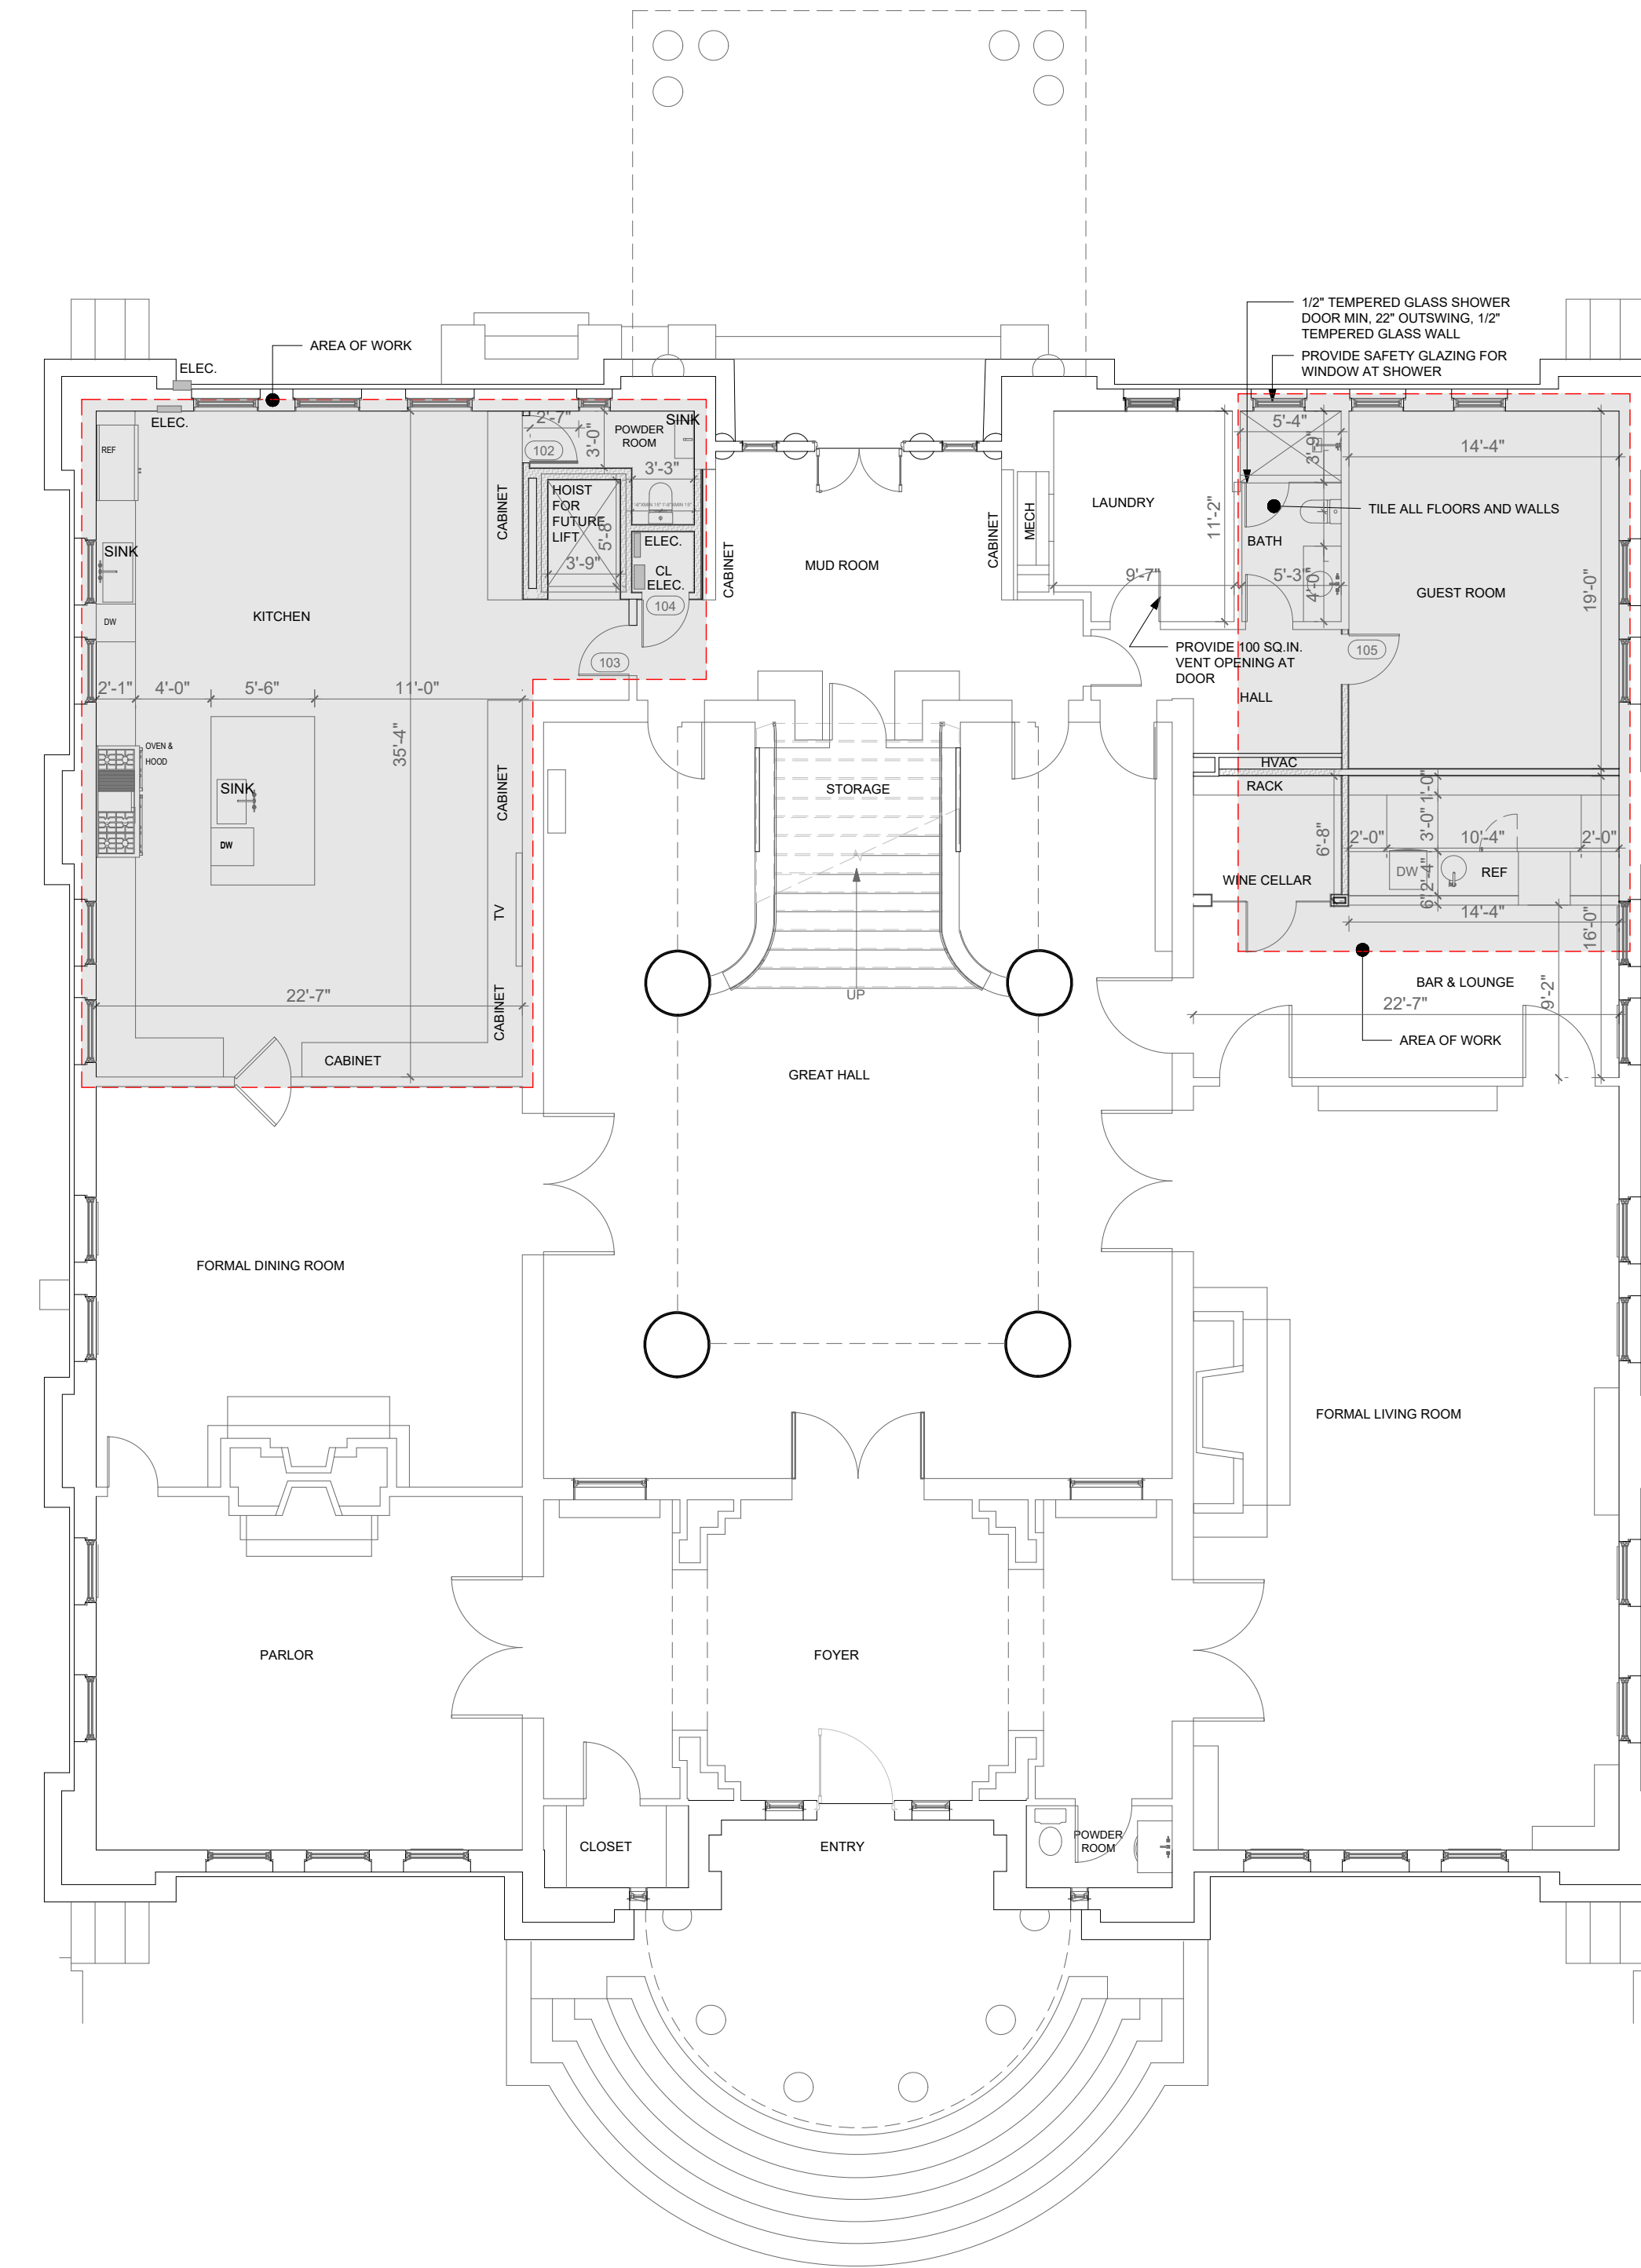 1/2" TEMPERED GLASS SHOWER
DOOR MIN, 22" OUTSWING, 1/2"
TEMPERED GLASS WALL
PROVIDE SAFETY GLAZING FOR
WINDOW AT SHOWER
AREA OF WORK
ELEC.
ELEC.
REF
2'-7"
3'-0"
102
POWDER
ROOM
SINK
3'-3"
HOIST
FOR
FUTURE
LIFT
5'-8"
3'-9"
ELEC.
CL
ELEC.
104
103
CABINET
CABINET
SINK
DW
KITCHEN
MUD ROOM
CABINET
MECH
LAUNDRY
11'-2"
9'-7"
5'-4"
3'-9"
14'-4"
TILE ALL FLOORS AND WALLS
BATH
5'-3"
4'-0"
GUEST ROOM
19'-0"
105
PROVIDE 100 SQ.IN.
VENT OPENING AT
DOOR
HALL
2'-1"
4'-0"
5'-6"
11'-0"
35'-4"
OVEN &
HOOD
SINK
DW
CABINET
TV
CABINET
22'-7"
CABINET
STORAGE
UP
HVAC
RACK
6'-8"
WINE CELLAR
1'-0"
3'-0"
2'-4"
6"
2'-0"
10'-4"
2'-0"
DW
REF
14'-4"
16'-0"
BAR & LOUNGE
9'-2"
22'-7"
AREA OF WORK
GREAT HALL
FORMAL DINING ROOM
FORMAL LIVING ROOM
PARLOR
FOYER
CLOSET
ENTRY
POWDER
ROOM